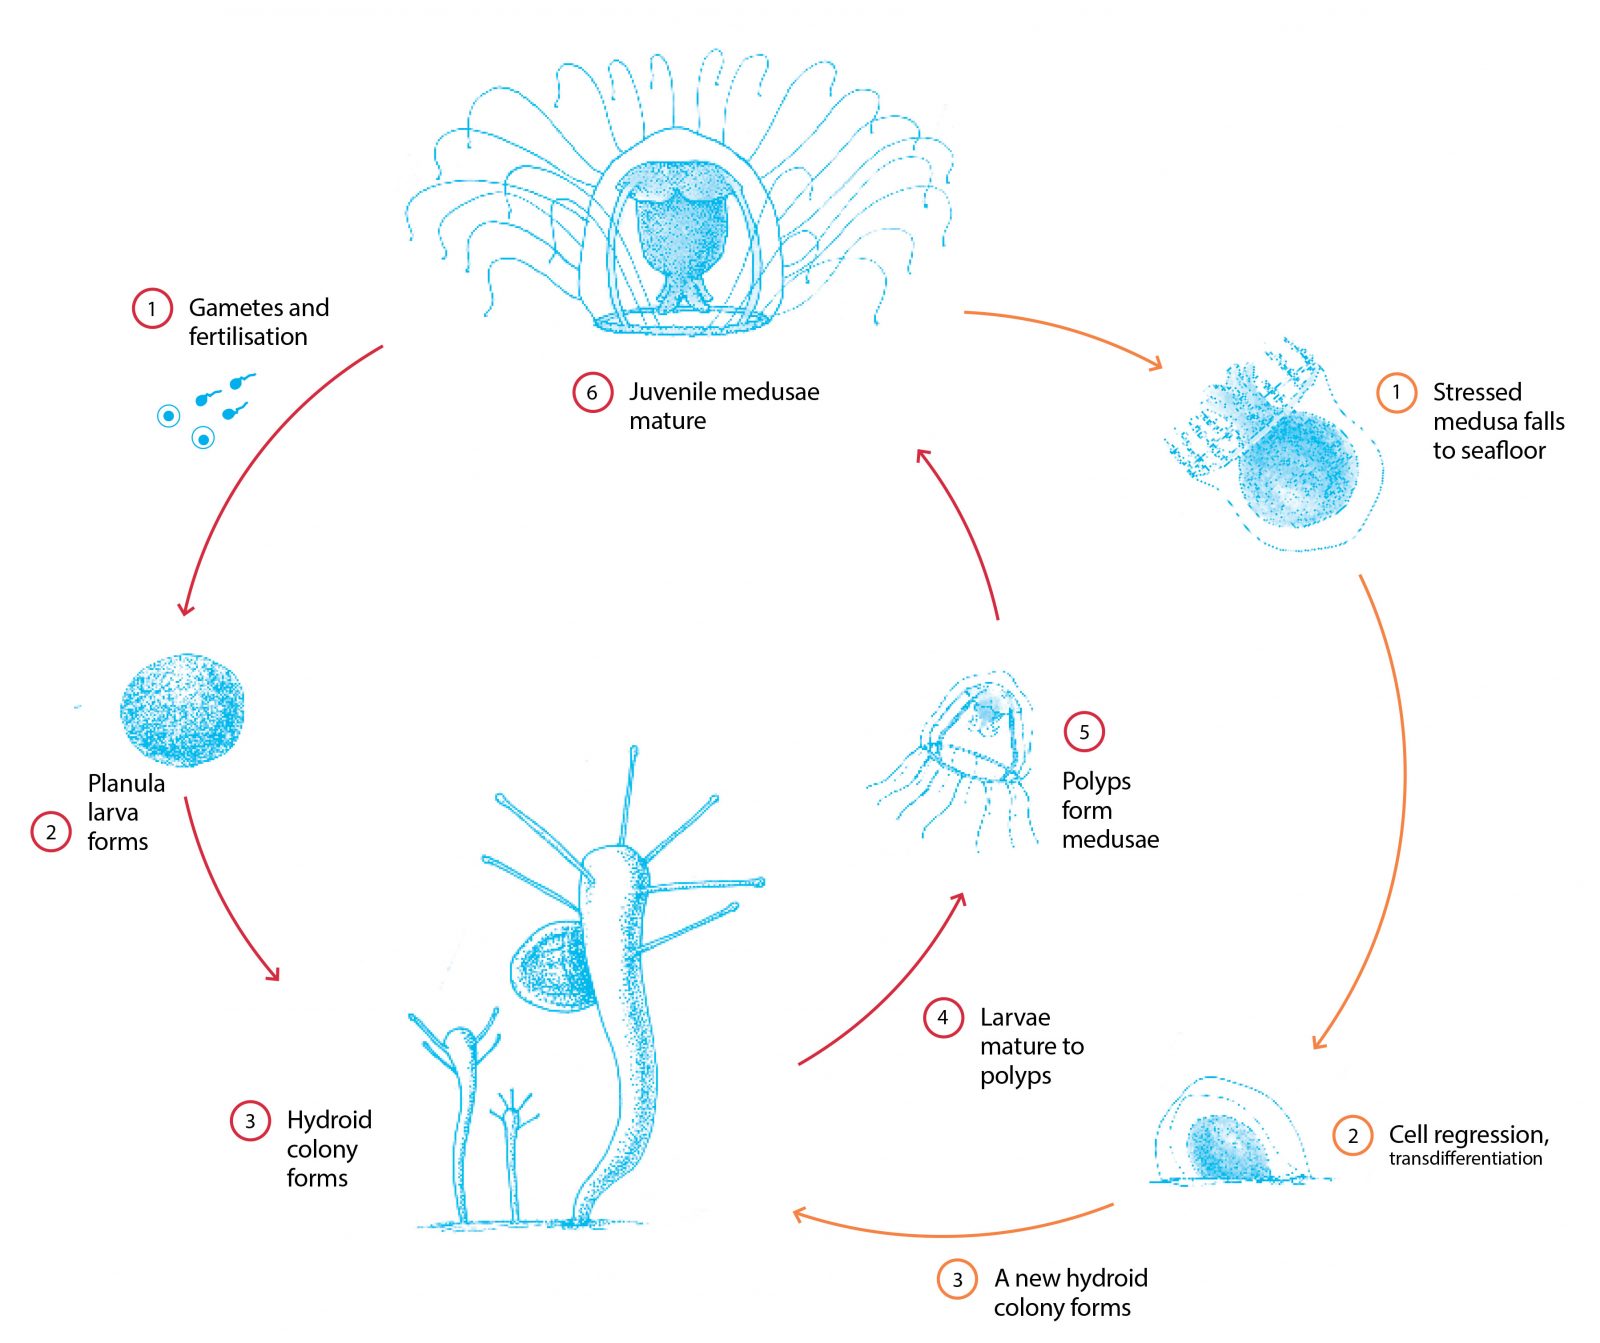 1
Gametes and
fertilisation
6
Juvenile medusae
mature
1
Stressed
medusa falls
to seafloor
2
Planula
larva
forms
5
Polyps
form
medusae
4
Larvae
mature to
polyps
3
Hydroid
colony
forms
2
Cell regression,
transdifferentiation
3
A new hydroid
colony forms